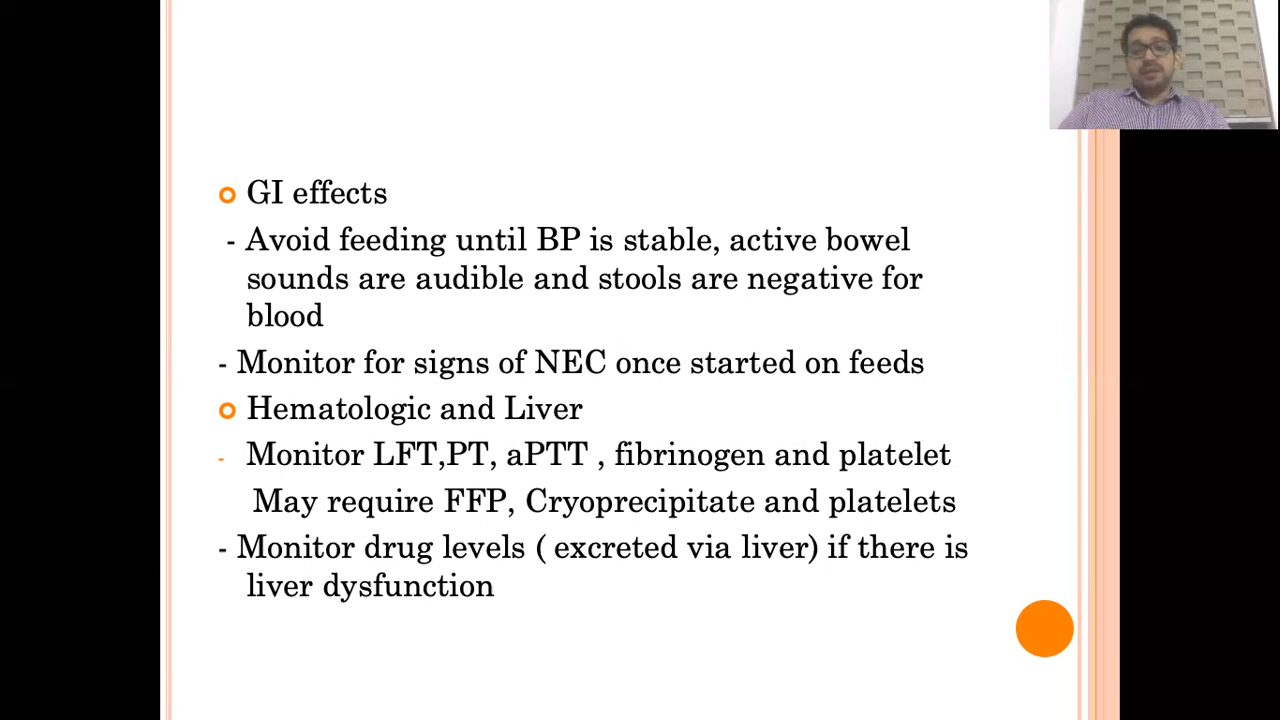 GI effects
- Avoid feeding until BP is stable, active bowel
sounds are audible and stools are negative for
blood
- Monitor for signs of NEC once started on feeds
Hematologic and Liver
- Monitor LFT,PT, aPTT , fibrinogen and platelet
May require FFP, Cryoprecipitate and platelets
- Monitor drug levels ( excreted via liver) if there is
liver dysfunction